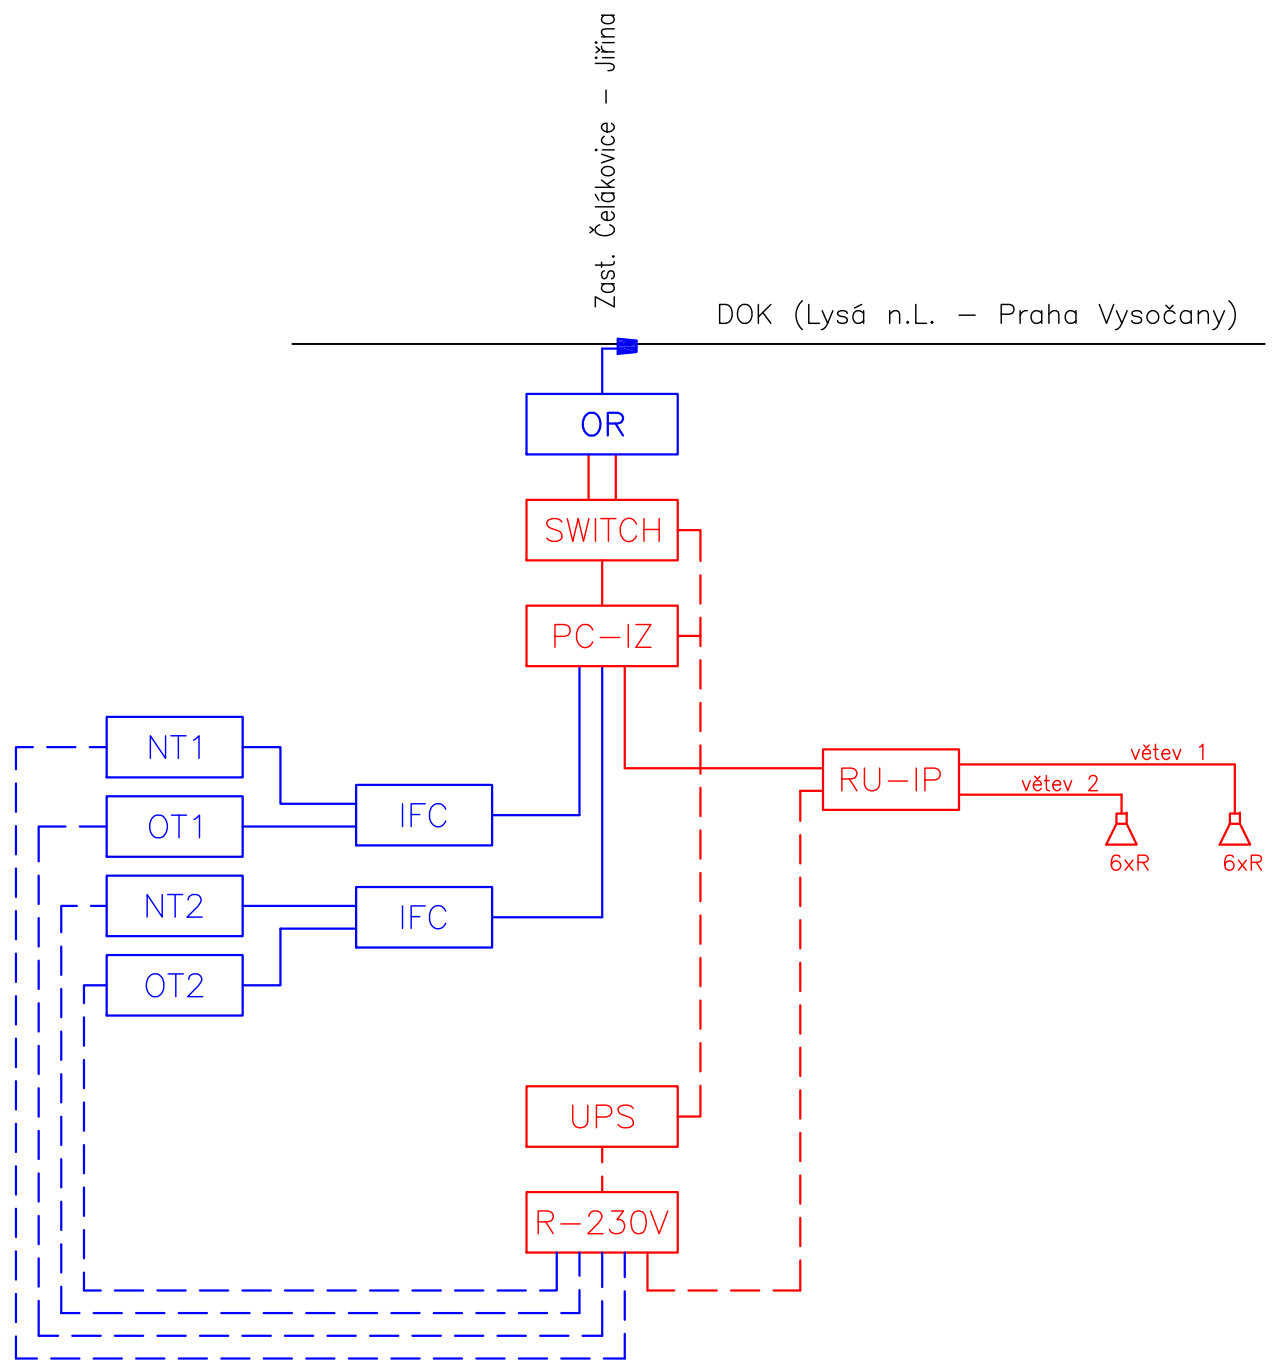 Zast. Čelákovice – Jiřina
DOK (Lysá n.L. – Praha Vysočany)
OR
SWITCH
PC–IZ
NT1
OT1
NT2
OT2
IFC
IFC
RU–IP
větev 1
větev 2
6xR
6xR
UPS
R–230V